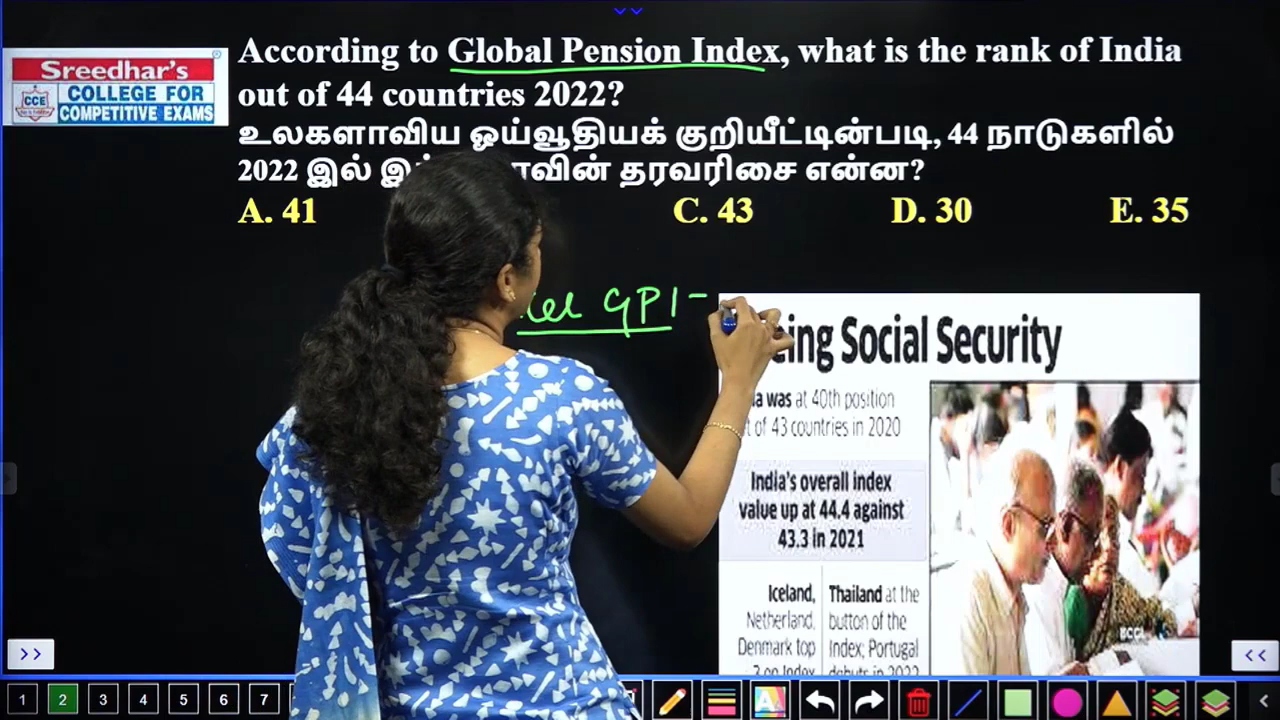 Sreedhar's
CCE
COLLEGE FOR
COMPETITIVE EXAMS
According to Global Pension Index, what is the rank of India
out of 44 countries 2022?
உலகளாவிய ஓய்வூதியக் குறியீட்டின்படி, 44 நாடுகளில்
2022 இல் தரவரிசை என்ன?
A. 41 C. 43 D. 30 E. 35
GPI -
Social Security
was at 40th position
of 43 countries in 2020
India's overall index
value up at 44.4 against
43.3 in 2021
Iceland,
Netherland,
Denmark top
Thailand at the
button of the
Index; Portugal
debuts in 2022
BCCL
>>
<<
1 2 3 4 5 6 7